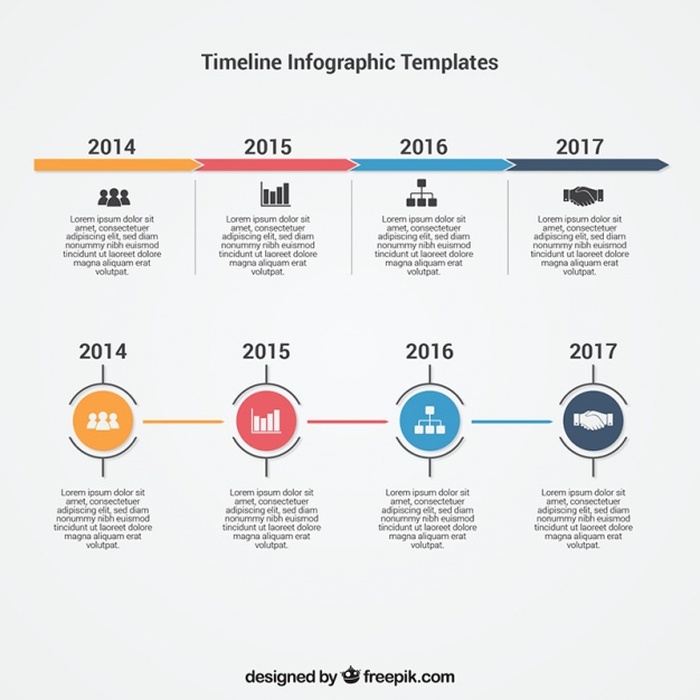 Timeline Infographic Templates
2014 2015 2016 2017
Lorem ipsum dolor sit
amet, consectetuer
adipiscing elit, sed diam
nonummy nibh euismod
tincidunt ut laoreet dolore
magna aliquam erat
volutpat.
Lorem ipsum dolor sit
amet, consectetuer
adipiscing elit, sed diam
nonummy nibh euismod
tincidunt ut laoreet dolore
magna aliquam erat
volutpat.
Lorem ipsum dolor sit
amet, consectetuer
adipiscing elit, sed diam
nonummy nibh euismod
tincidunt ut laoreet dolore
magna aliquam erat
volutpat.
Lorem ipsum dolor sit
amet, consectetuer
adipiscing elit, sed diam
nonummy nibh euismod
tincidunt ut laoreet dolore
magna aliquam erat
volutpat.
2014 2015 2016 2017
Lorem ipsum dolor sit
amet, consectetuer
adipiscing elit, sed diam
nonummy nibh euismod
tincidunt ut laoreet dolore
magna aliquam erat
volutpat.
Lorem ipsum dolor sit
amet, consectetuer
adipiscing elit, sed diam
nonummy nibh euismod
tincidunt ut laoreet dolore
magna aliquam erat
volutpat.
Lorem ipsum dolor sit
amet, consectetuer
adipiscing elit, sed diam
nonummy nibh euismod
tincidunt ut laoreet dolore
magna aliquam erat
volutpat.
Lorem ipsum dolor sit
amet, consectetuer
adipiscing elit, sed diam
nonummy nibh euismod
tincidunt ut laoreet dolore
magna aliquam erat
volutpat.
designed by freepik.com